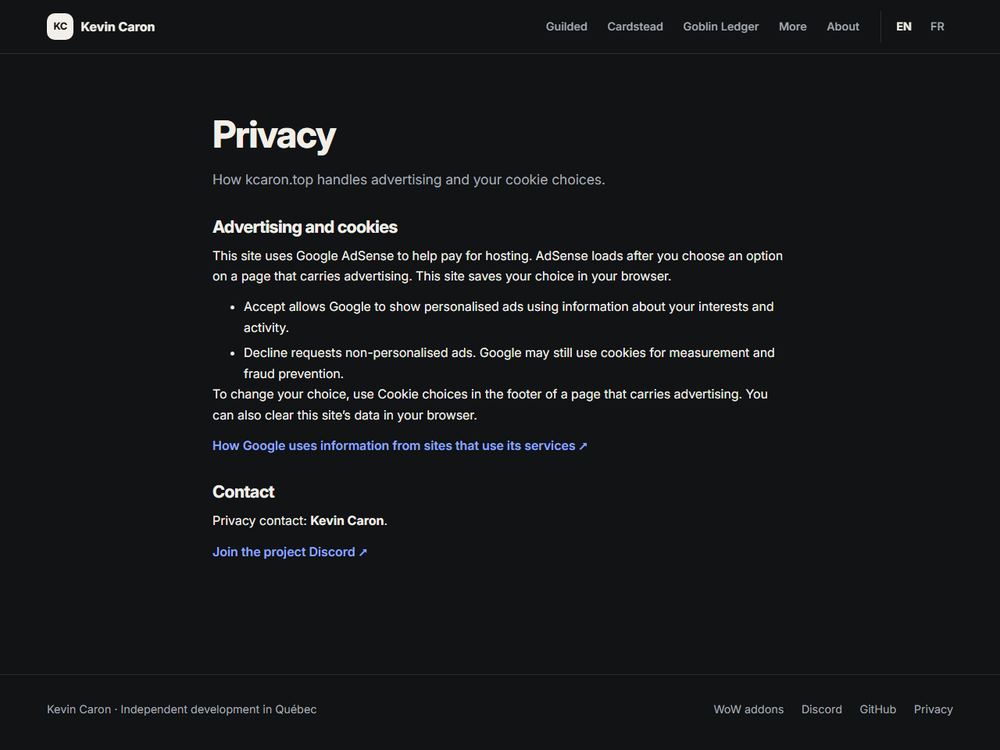 KC Kevin Caron
Guilded Cardstead Goblin Ledger More About EN FR
Privacy
How kcaron.top handles advertising and your cookie choices.
Advertising and cookies
This site uses Google AdSense to help pay for hosting. AdSense loads after you choose an option
on a page that carries advertising. This site saves your choice in your browser.
• Accept allows Google to show personalised ads using information about your interests and
activity.
• Decline requests non-personalised ads. Google may still use cookies for measurement and
fraud prevention.
To change your choice, use Cookie choices in the footer of a page that carries advertising. You
can also clear this site's data in your browser.
How Google uses information from sites that use its services ↗
Contact
Privacy contact: Kevin Caron.
Join the project Discord ↗
Kevin Caron · Independent development in Québec
WoW addons Discord GitHub Privacy